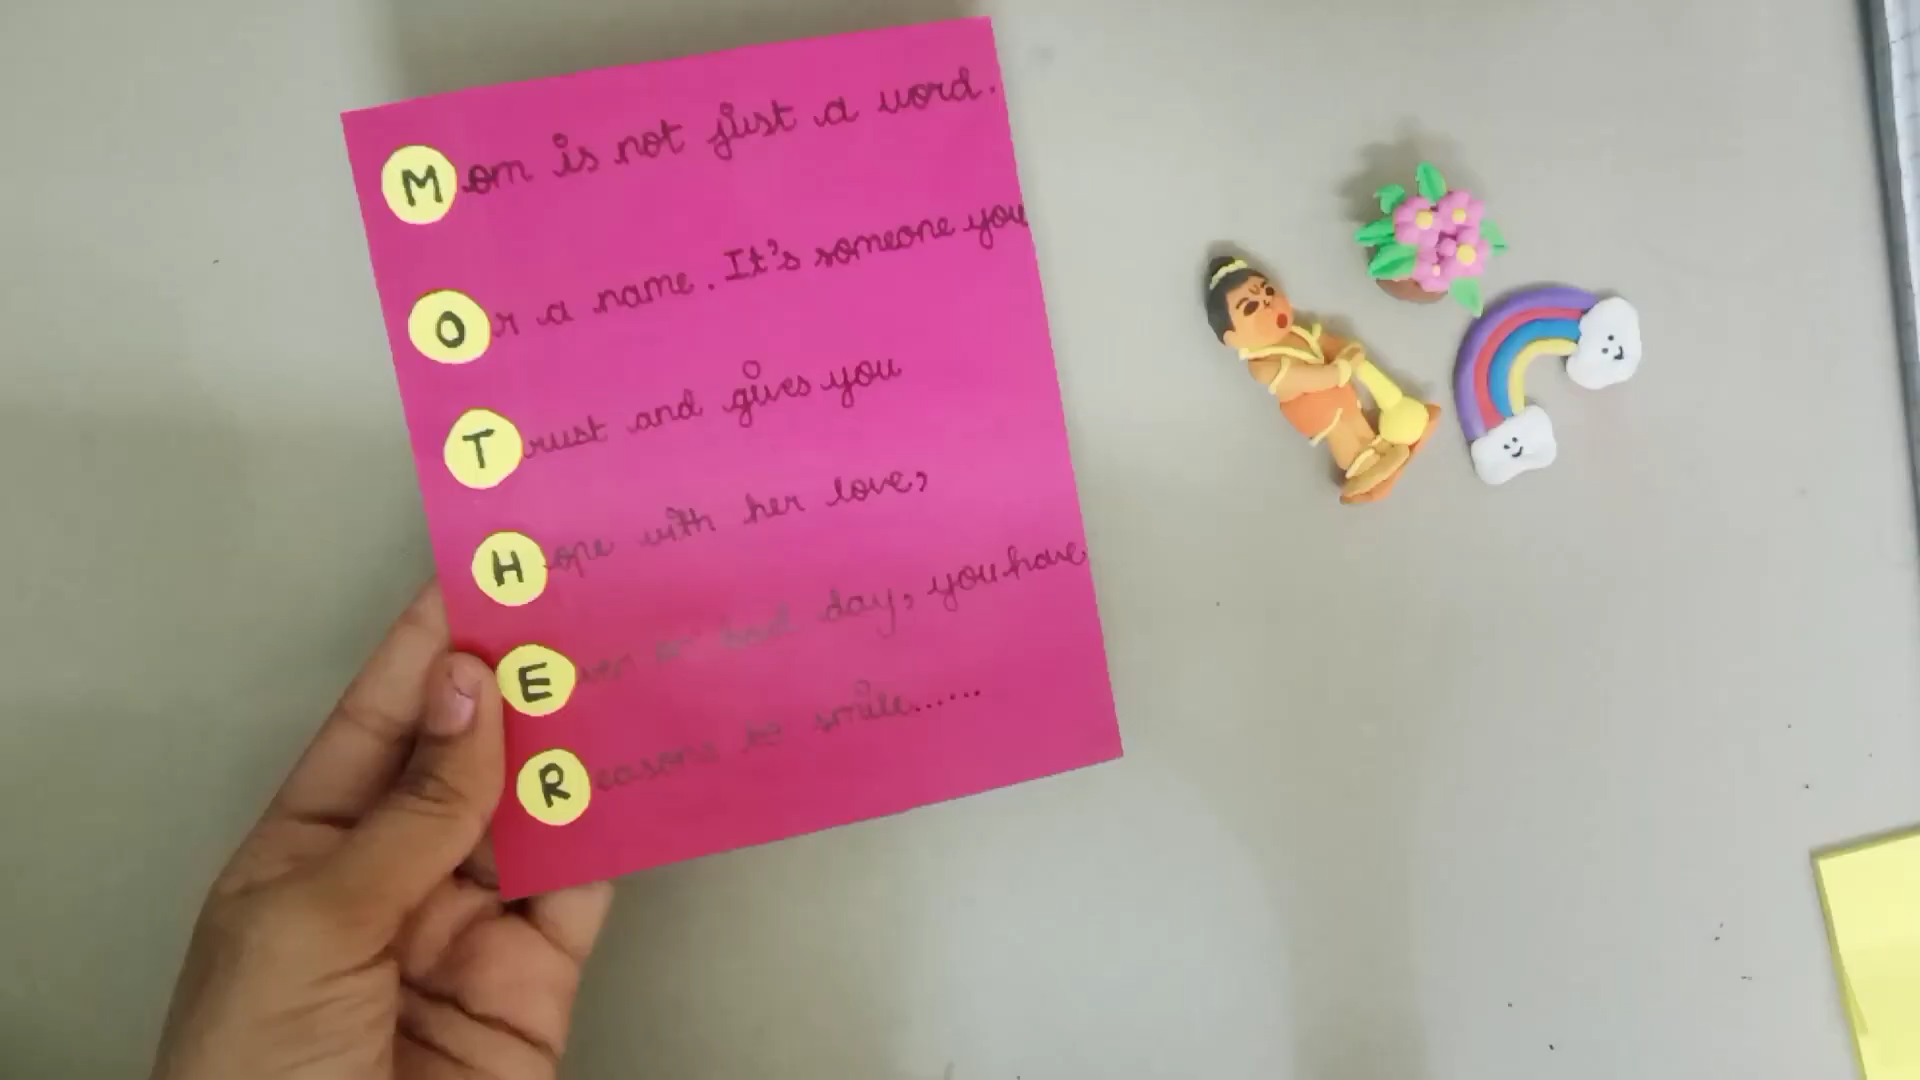 Mom is not just a word.
Or a name. It's someone you
Trust and gives you
Hope with her love,
Even on bad day, you have
Reasons to smile......